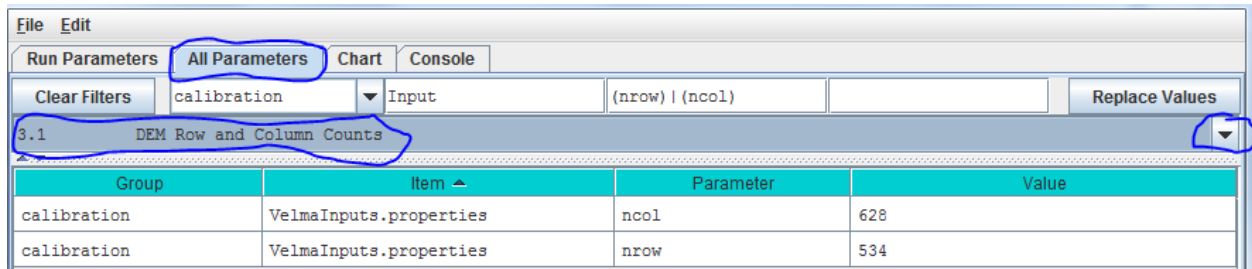 File Edit
Run Parameters All Parameters Chart Console
Clear Filters calibration Input (nrow)|(ncol) Replace Values
3.1 DEM Row and Column Counts
Group Item Parameter Value
calibration VelmaInputs.properties ncol 628
calibration VelmaInputs.properties nrow 534